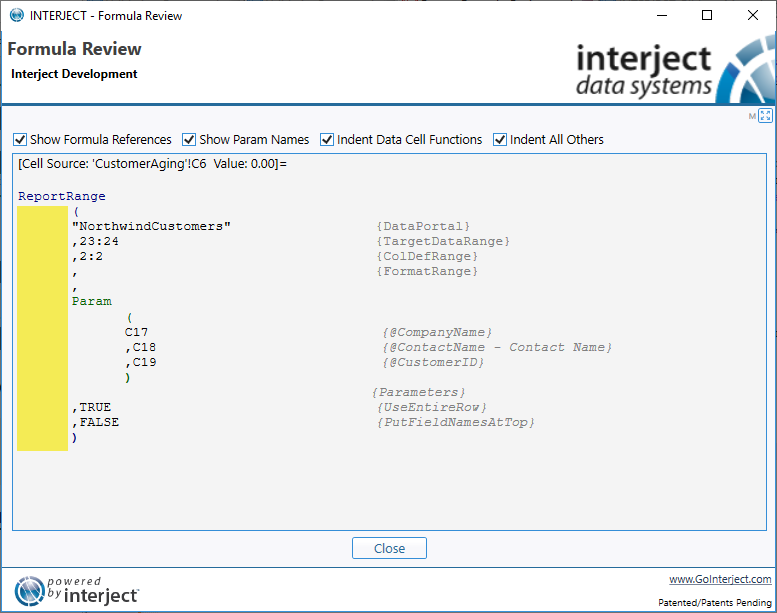 INTERJECT - Formula Review
Formula Review
Interject Development
interject
data systems
M
Show Formula References Show Param Names Indent Data Cell Functions Indent All Others
[Cell Source: 'CustomerAging'!C6  Value: 0.00]=
ReportRange
(
"NorthwindCustomers" {DataPortal}
,23:24 {TargetDataRange}
,2:2 {ColDefRange}
, {FormatRange}
,
Param
(
C17 {@CompanyName}
,C18 {@ContactName - Contact Name}
,C19 {@CustomerID}
)
{Parameters}
,TRUE {UseEntireRow}
,FALSE {PutFieldNamesAtTop}
)
Close
powered
by interject
www.GoInterject.com
Patented/Patents Pending